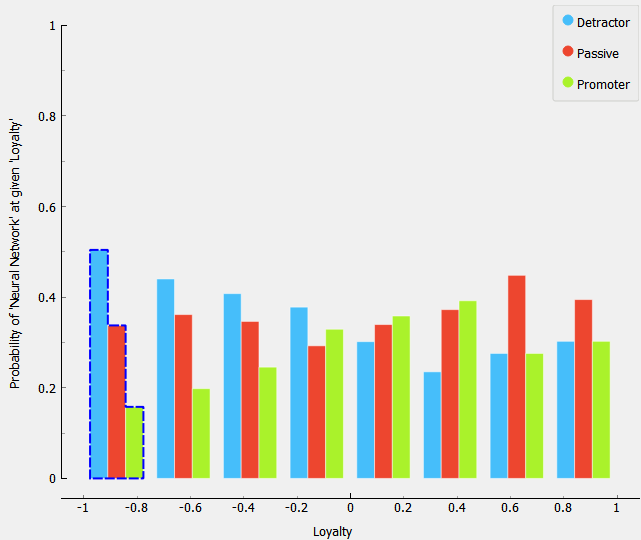 Detractor
Passive
Promoter
Probability of 'Neural Network' at given 'Loyalty'
1
0.8
0.6
0.4
0.2
0
-1 -0.8 -0.6 -0.4 -0.2 0 0.2 0.4 0.6 0.8 1
Loyalty